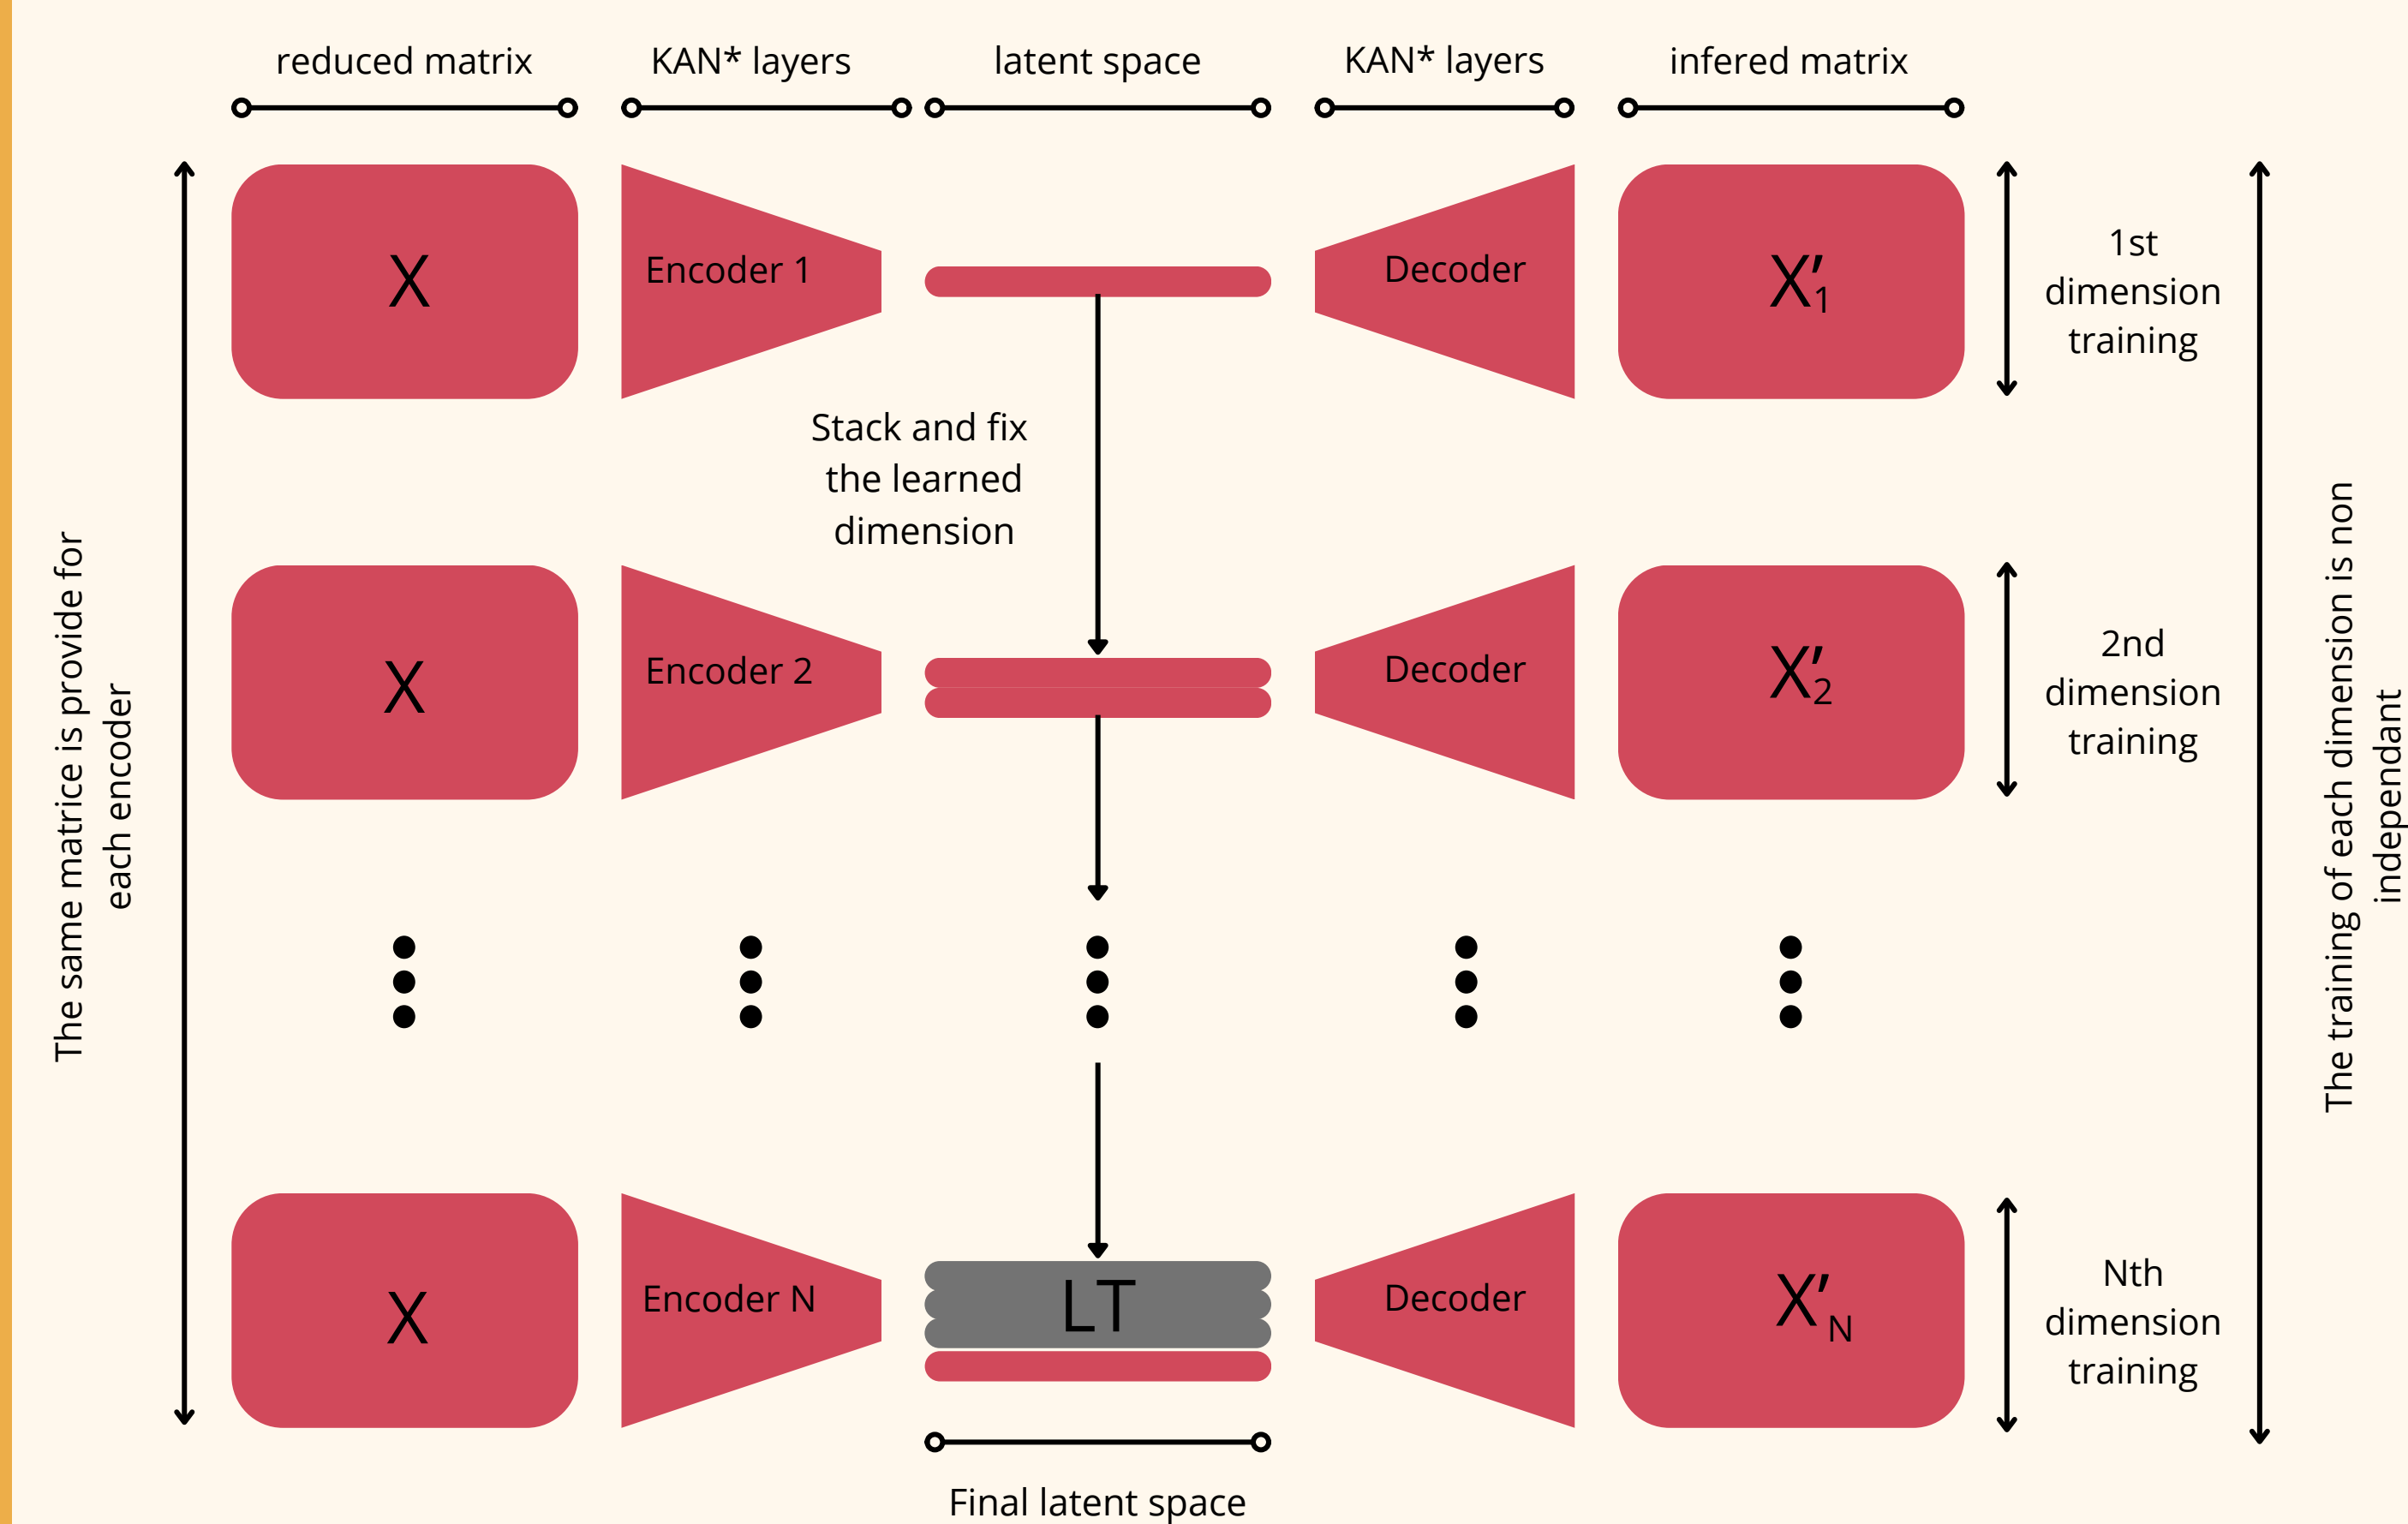 reduced matrix
KAN* layers
latent space
KAN* layers
infered matrix
The same matrice is provide for
each encoder
X
Encoder 1
Decoder
X′1
1st
dimension
training
Stack and fix
the learned
dimension
X
Encoder 2
Decoder
X′2
2nd
dimension
training
The training of each dimension is non
independant
X
Encoder N
LT
Decoder
X′N
Nth
dimension
training
Final latent space